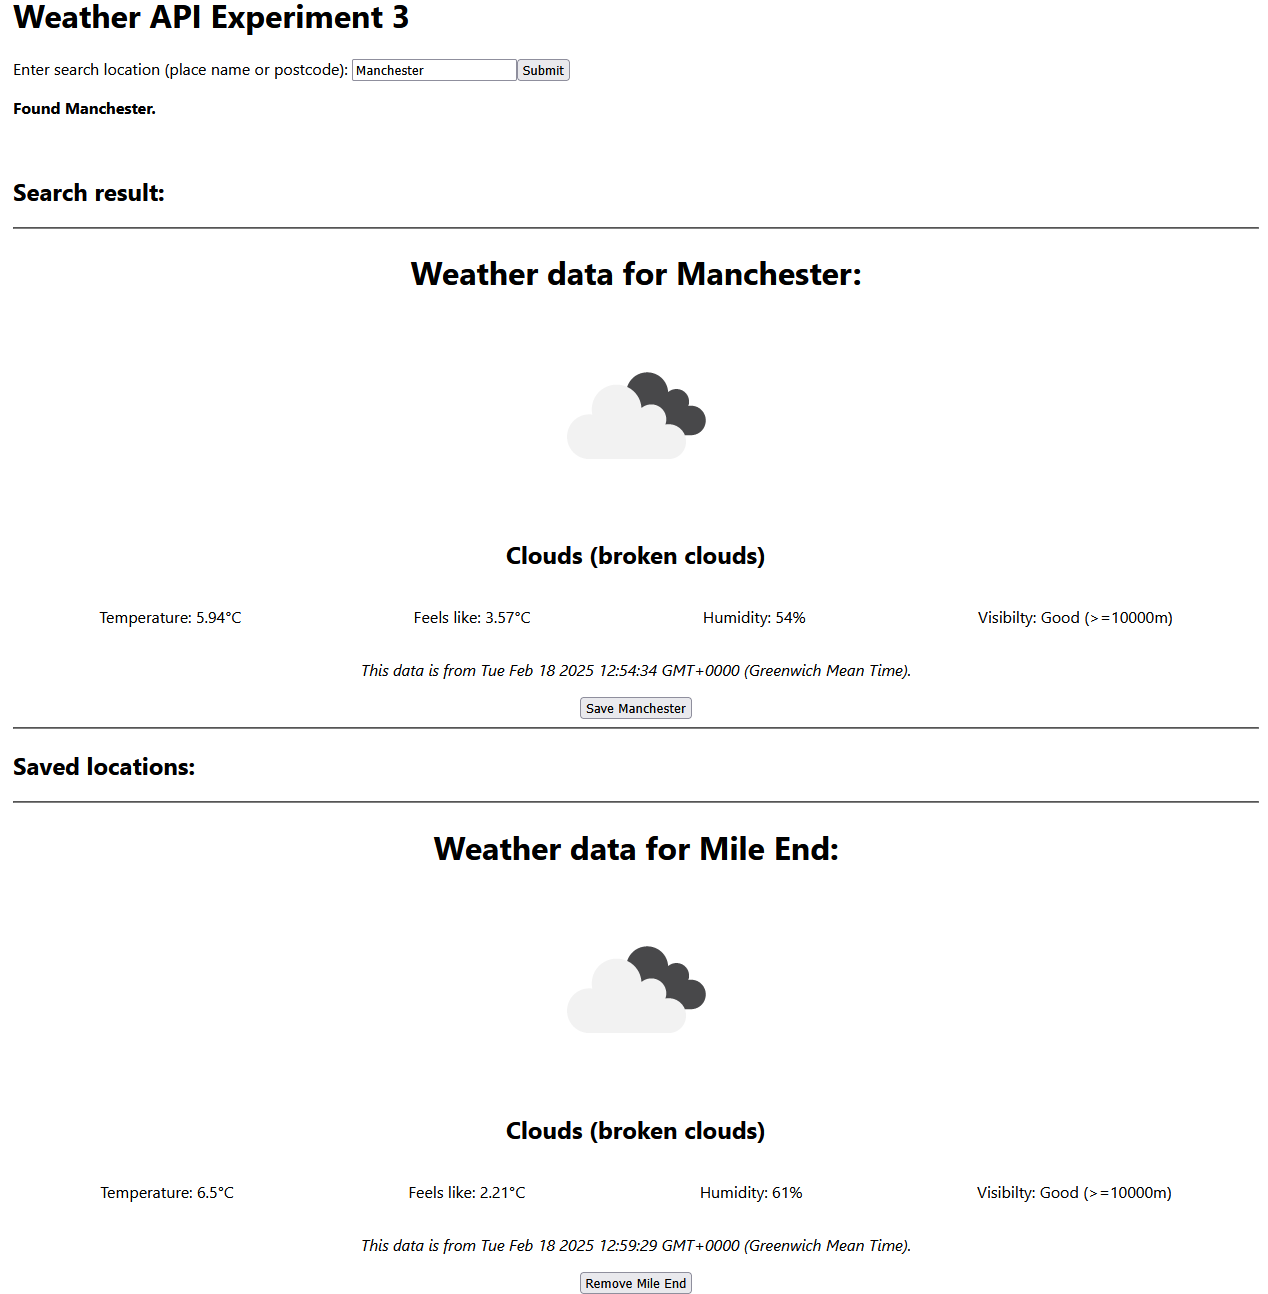 Weather API Experiment 3
Enter search location (place name or postcode): Manchester Submit
Found Manchester.
Search result:
Weather data for Manchester:
Clouds (broken clouds)
Temperature: 5.94°C Feels like: 3.57°C Humidity: 54% Visibilty: Good (>=10000m)
This data is from Tue Feb 18 2025 12:54:34 GMT+0000 (Greenwich Mean Time).
Save Manchester
Saved locations:
Weather data for Mile End:
Clouds (broken clouds)
Temperature: 6.5°C Feels like: 2.21°C Humidity: 61% Visibilty: Good (>=10000m)
This data is from Tue Feb 18 2025 12:59:29 GMT+0000 (Greenwich Mean Time).
Remove Mile End